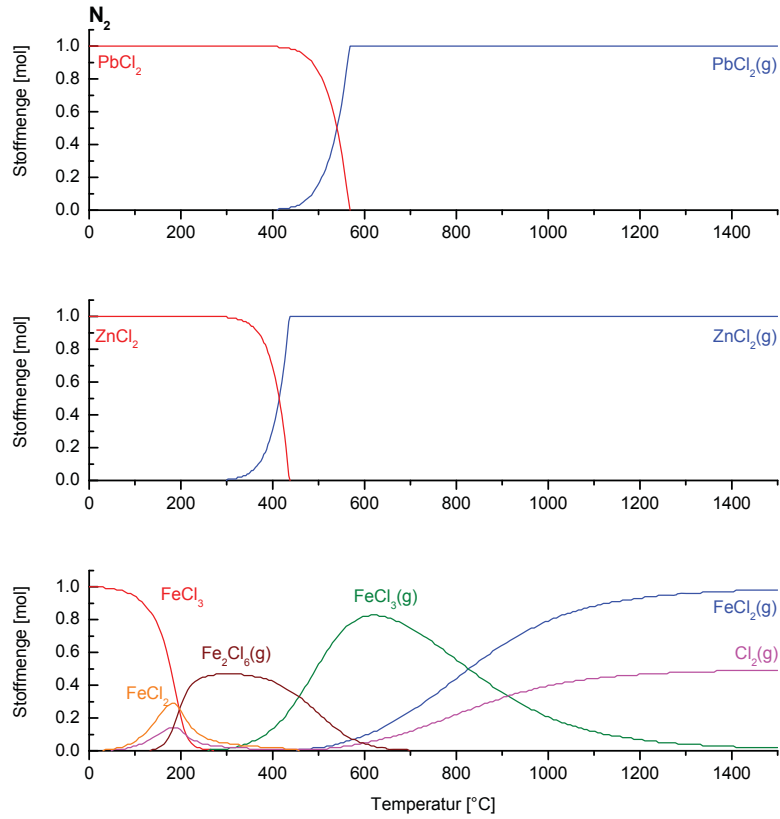 N₂
1.0
0.8
0.6
0.4
0.2
0.0
Stoffmenge [mol]
PbCl₂
PbCl₂(g)
0 200 400 600 800 1000 1200 1400
1.0
0.8
0.6
0.4
0.2
0.0
Stoffmenge [mol]
ZnCl₂
ZnCl₂(g)
0 200 400 600 800 1000 1200 1400
1.0
0.8
0.6
0.4
0.2
0.0
Stoffmenge [mol]
FeCl₃
FeCl₃(g)
FeCl₂(g)
Fe₂Cl₆(g)
Cl₂(g)
FeCl₂
0 200 400 600 800 1000 1200 1400
Temperatur [°C]